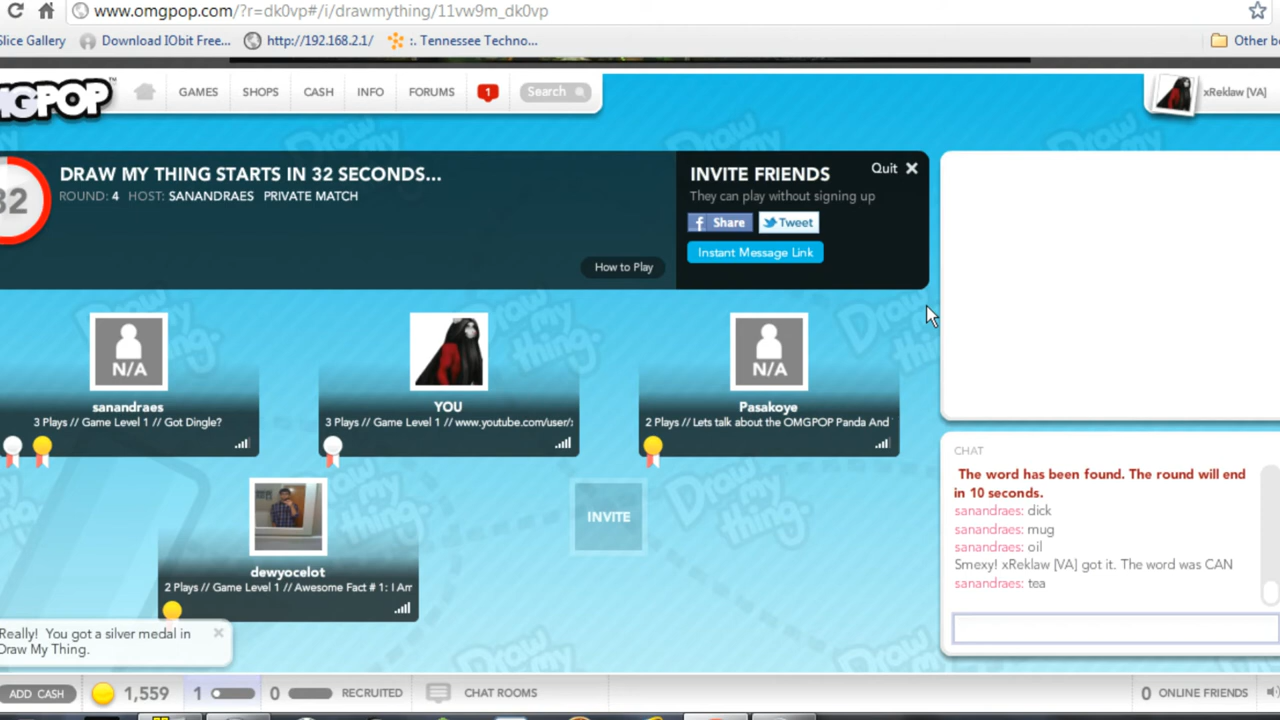 www.omgpop.com/?r=dk0vp#/i/drawmything/11vw9m_dk0vp
Slice Gallery Download IObit Free... http://192.168.2.1/ :. Tennessee Techno... Other be
MGPOP™ GAMES SHOPS CASH INFO FORUMS 1 Search xReklaw [VA]
32
DRAW MY THING STARTS IN 32 SECONDS...
ROUND: 4 HOST: SANANDRAES PRIVATE MATCH
How to Play
INVITE FRIENDS Quit
They can play without signing up
Share Tweet
Instant Message Link
N/A
sanandraes
3 Plays // Game Level 1 // Got Dingle?
YOU
3 Plays // Game Level 1 // www.youtube.com/user/
N/A
Pasakoye
2 Plays // Lets talk about the OMGPOP Panda And
dewyocelot
2 Plays // Game Level 1 // Awesome Fact # 1: I Am
INVITE
CHAT
The word has been found. The round will end
in 10 seconds.
sanandraes: dick
sanandraes: mug
sanandraes: oil
Smexy! xReklaw [VA] got it. The word was CAN
sanandraes: tea
Really! You got a silver medal in
Draw My Thing.
ADD CASH 1,559 1 0 RECRUITED CHAT ROOMS 0 ONLINE FRIENDS
Draw my thing.